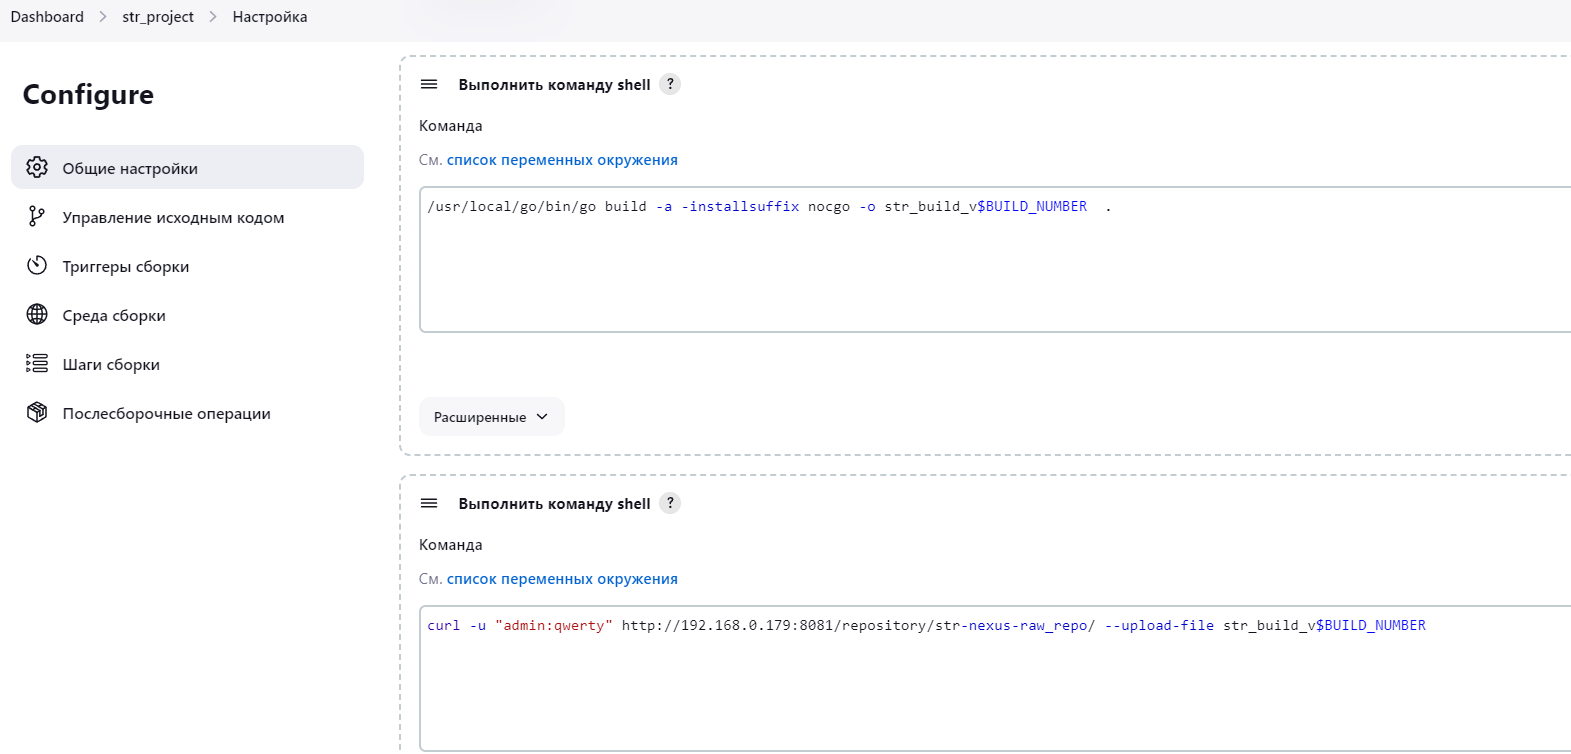 Dashboard > str_project > Настройка
Configure
Общие настройки
Управление исходным кодом
Триггеры сборки
Среда сборки
Шаги сборки
Послесборочные операции
Выполнить команду shell ?
Команда
См. список переменных окружения
/usr/local/go/bin/go build -a -installsuffix nocgo -o str_build_v$BUILD_NUMBER  .
Расширенные
Выполнить команду shell ?
Команда
См. список переменных окружения
curl -u "admin:qwerty" http://192.168.0.179:8081/repository/str-nexus-raw_repo/ --upload-file str_build_v$BUILD_NUMBER